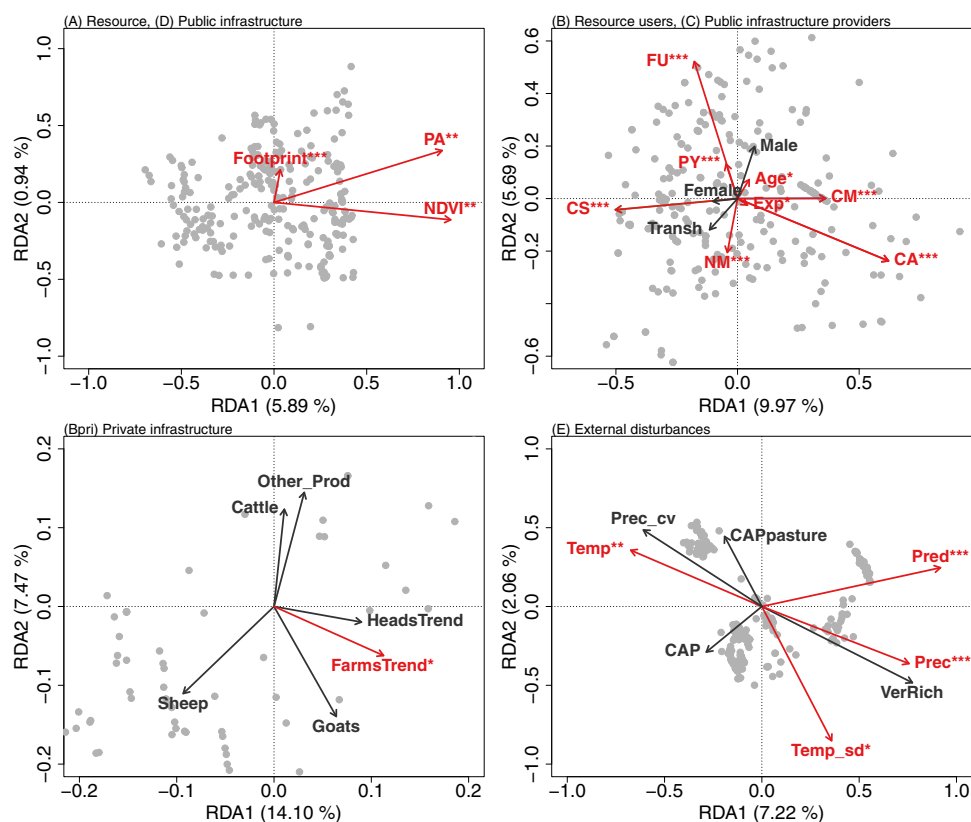 (A) Resource, (D) Public infrastructure
RDA2 (0.94 %)
1.0
0.5
0.0
−0.5
−1.0
PA**
Footprint***
NDVI**
−1.0
−0.5
0.0
0.5
1.0
RDA1 (5.89 %)
(B) Resource users, (C) Public infrastructure providers
RDA2 (5.69 %)
0.6
0.4
0.2
0.0
−0.2
−0.6
FU***
Male
PY***
Age*
Female
CM***
Exp*
CS***
Transh
NM***
CA***
−0.5
0.0
0.5
RDA1 (9.97 %)
(Bpri) Private infrastructure
RDA2 (7.47 %)
0.2
0.1
0.0
−0.1
−0.2
Other_Prod
Cattle
HeadsTrend
FarmsTrend*
Sheep
Goats
−0.2
−0.1
0.0
0.1
0.2
RDA1 (14.10 %)
(E) External disturbances
RDA2 (2.06 %)
1.0
0.5
0.0
−0.5
−1.0
Prec_cv
CAPpasture
Temp**
Pred***
CAP
Prec***
VerRich
Temp_sd*
−1.0
−0.5
0.0
0.5
1.0
RDA1 (7.22 %)